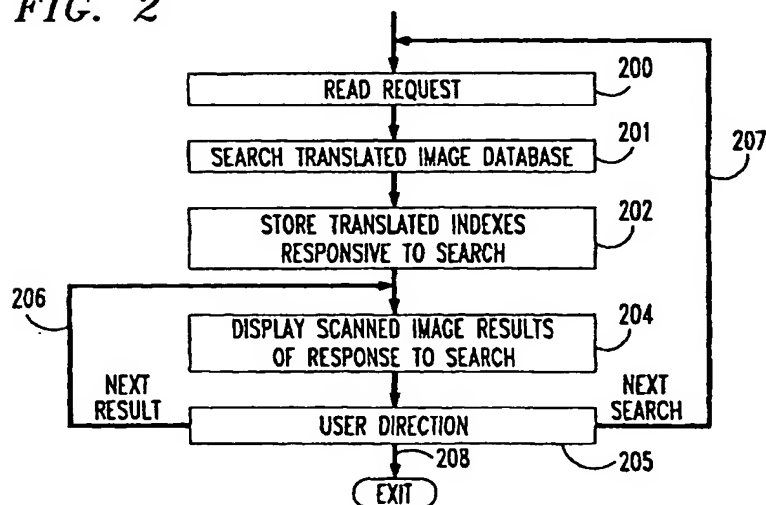 FIG. 2
READ REQUEST
200
SEARCH TRANSLATED IMAGE DATABASE
201
207
STORE TRANSLATED INDEXES
RESPONSIVE TO SEARCH
202
206
DISPLAY SCANNED IMAGE RESULTS
OF RESPONSE TO SEARCH
204
NEXT
RESULT
NEXT
SEARCH
USER DIRECTION
208
205
EXIT